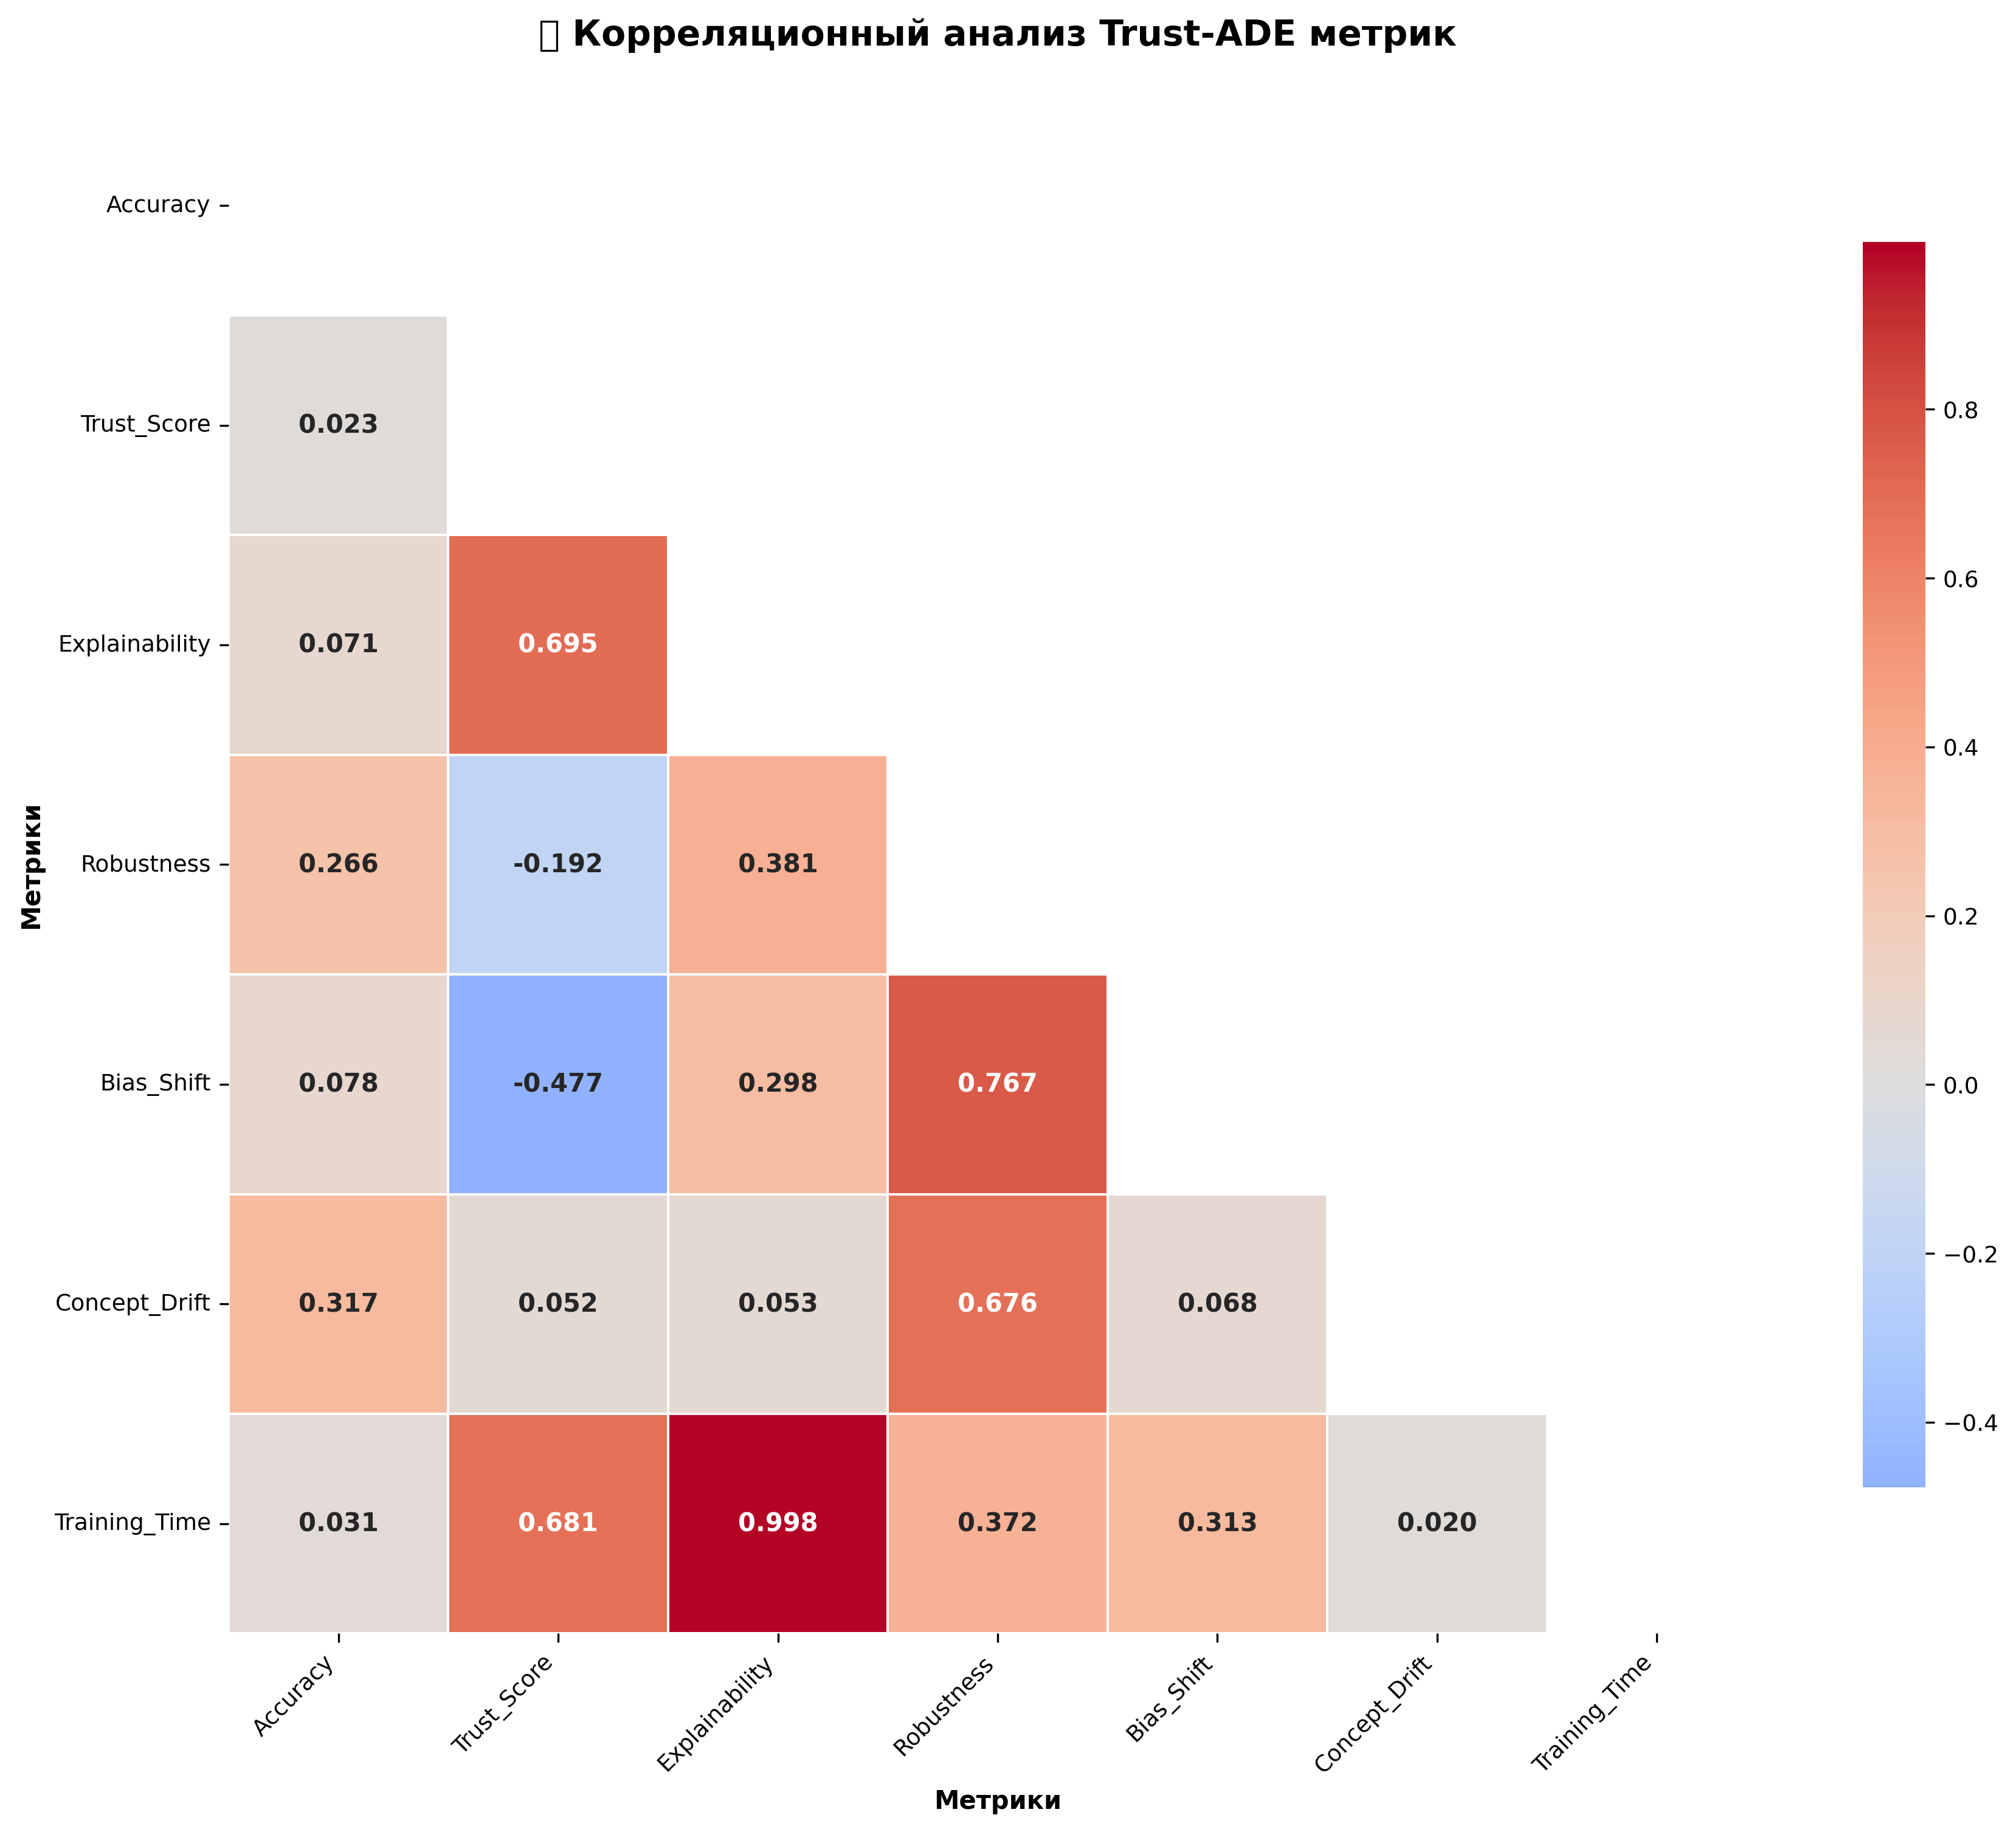 Корреляционный анализ Trust-ADE метрик
Accuracy
Trust_Score 0.023
Explainability 0.071 0.695
Robustness 0.266 -0.192 0.381
Bias_Shift 0.078 -0.477 0.298 0.767
Concept_Drift 0.317 0.052 0.053 0.676 0.068
Training_Time 0.031 0.681 0.998 0.372 0.313 0.020
Метрики
Accuracy Trust_Score Explainability Robustness Bias_Shift Concept_Drift Training_Time
Метрики
0.8
0.6
0.4
0.2
0.0
−0.2
−0.4